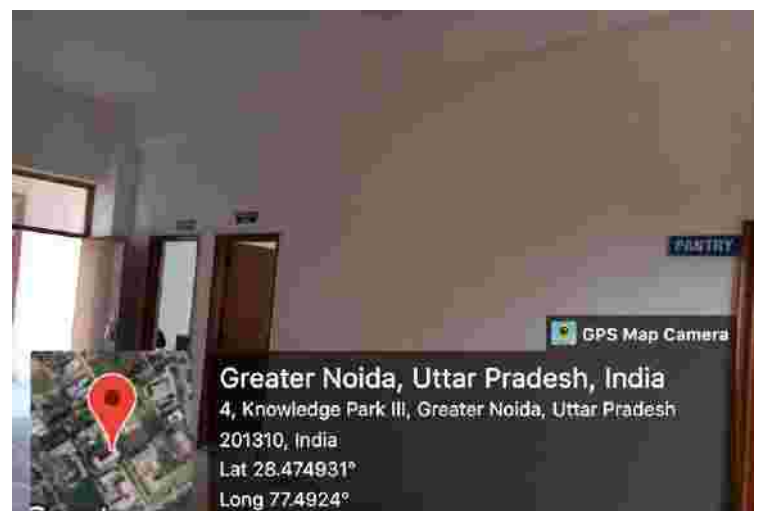 PANTRY
GPS Map Camera
Greater Noida, Uttar Pradesh, India
4, Knowledge Park III, Greater Noida, Uttar Pradesh
201310, India
Lat 28.474931°
Long 77.4924°